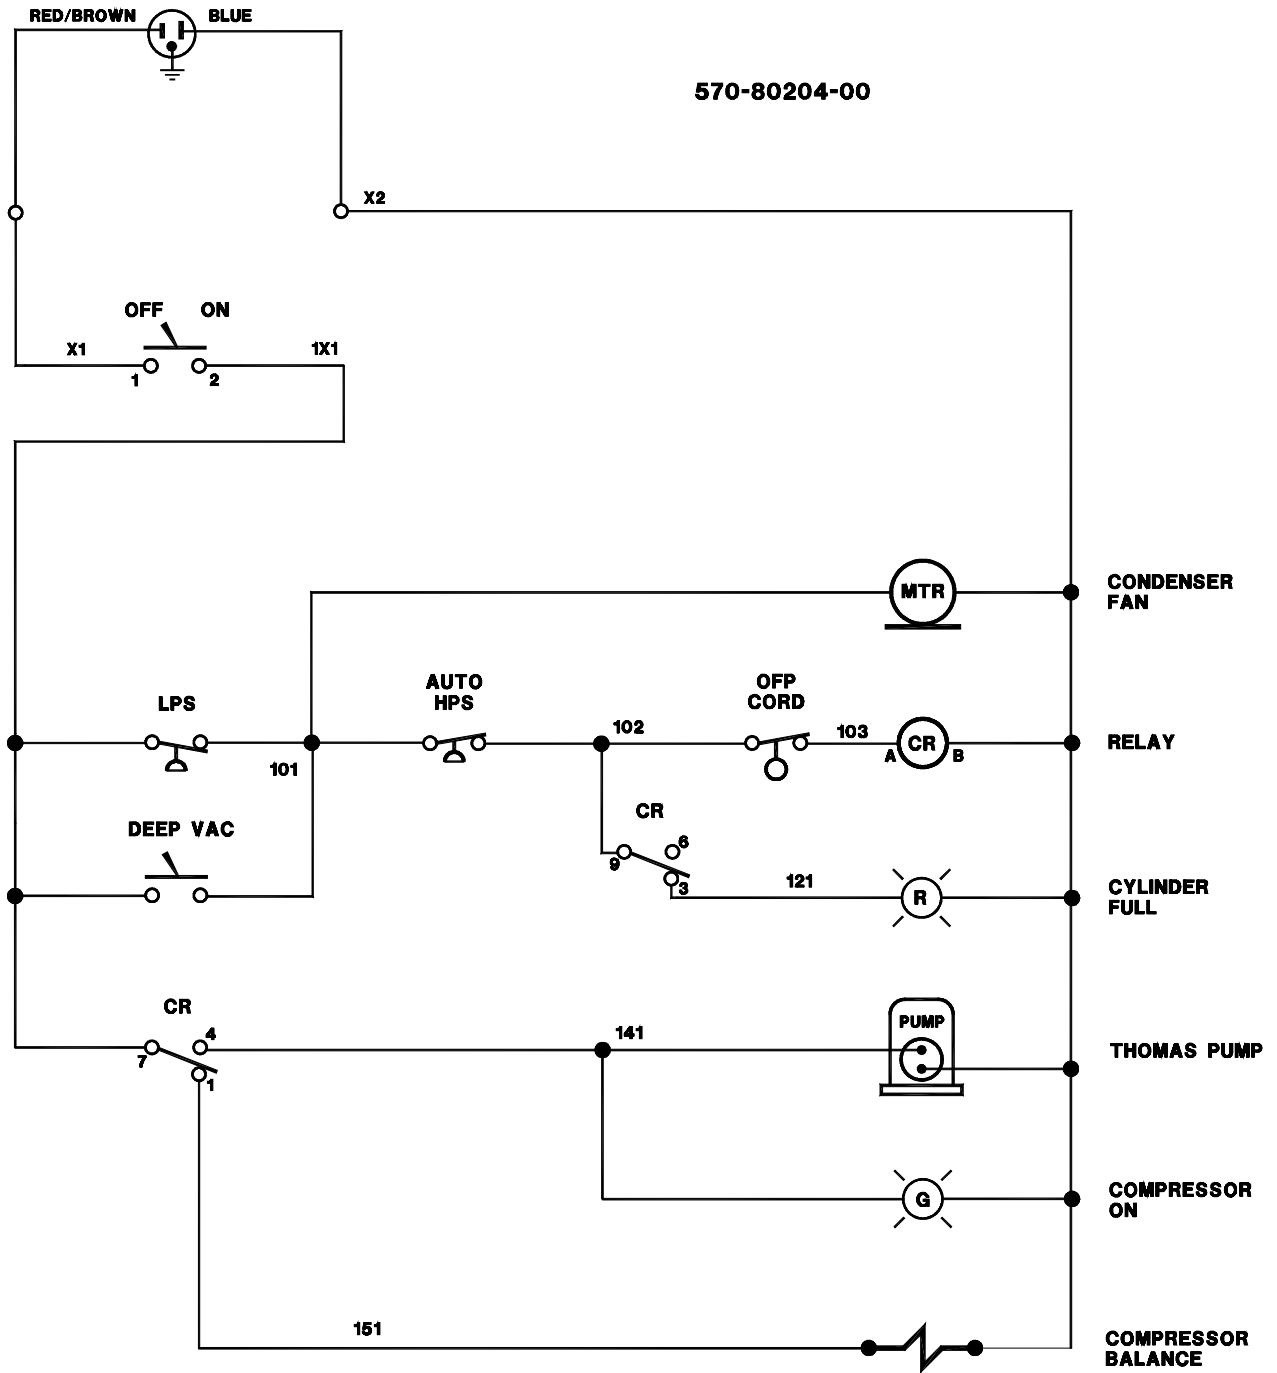 RED/BROWN
BLUE
570-80204-00
X2
OFF ON
X1
1X1
1
2
MTR
CONDENSER
FAN
LPS
AUTO
HPS
OFP
CORD
101
102
103
A
CR
B
RELAY
DEEP VAC
CR
6
9
3
121
R
CYLINDER
FULL
CR
4
7
1
141
PUMP
THOMAS PUMP
G
COMPRESSOR
ON
151
COMPRESSOR
BALANCE